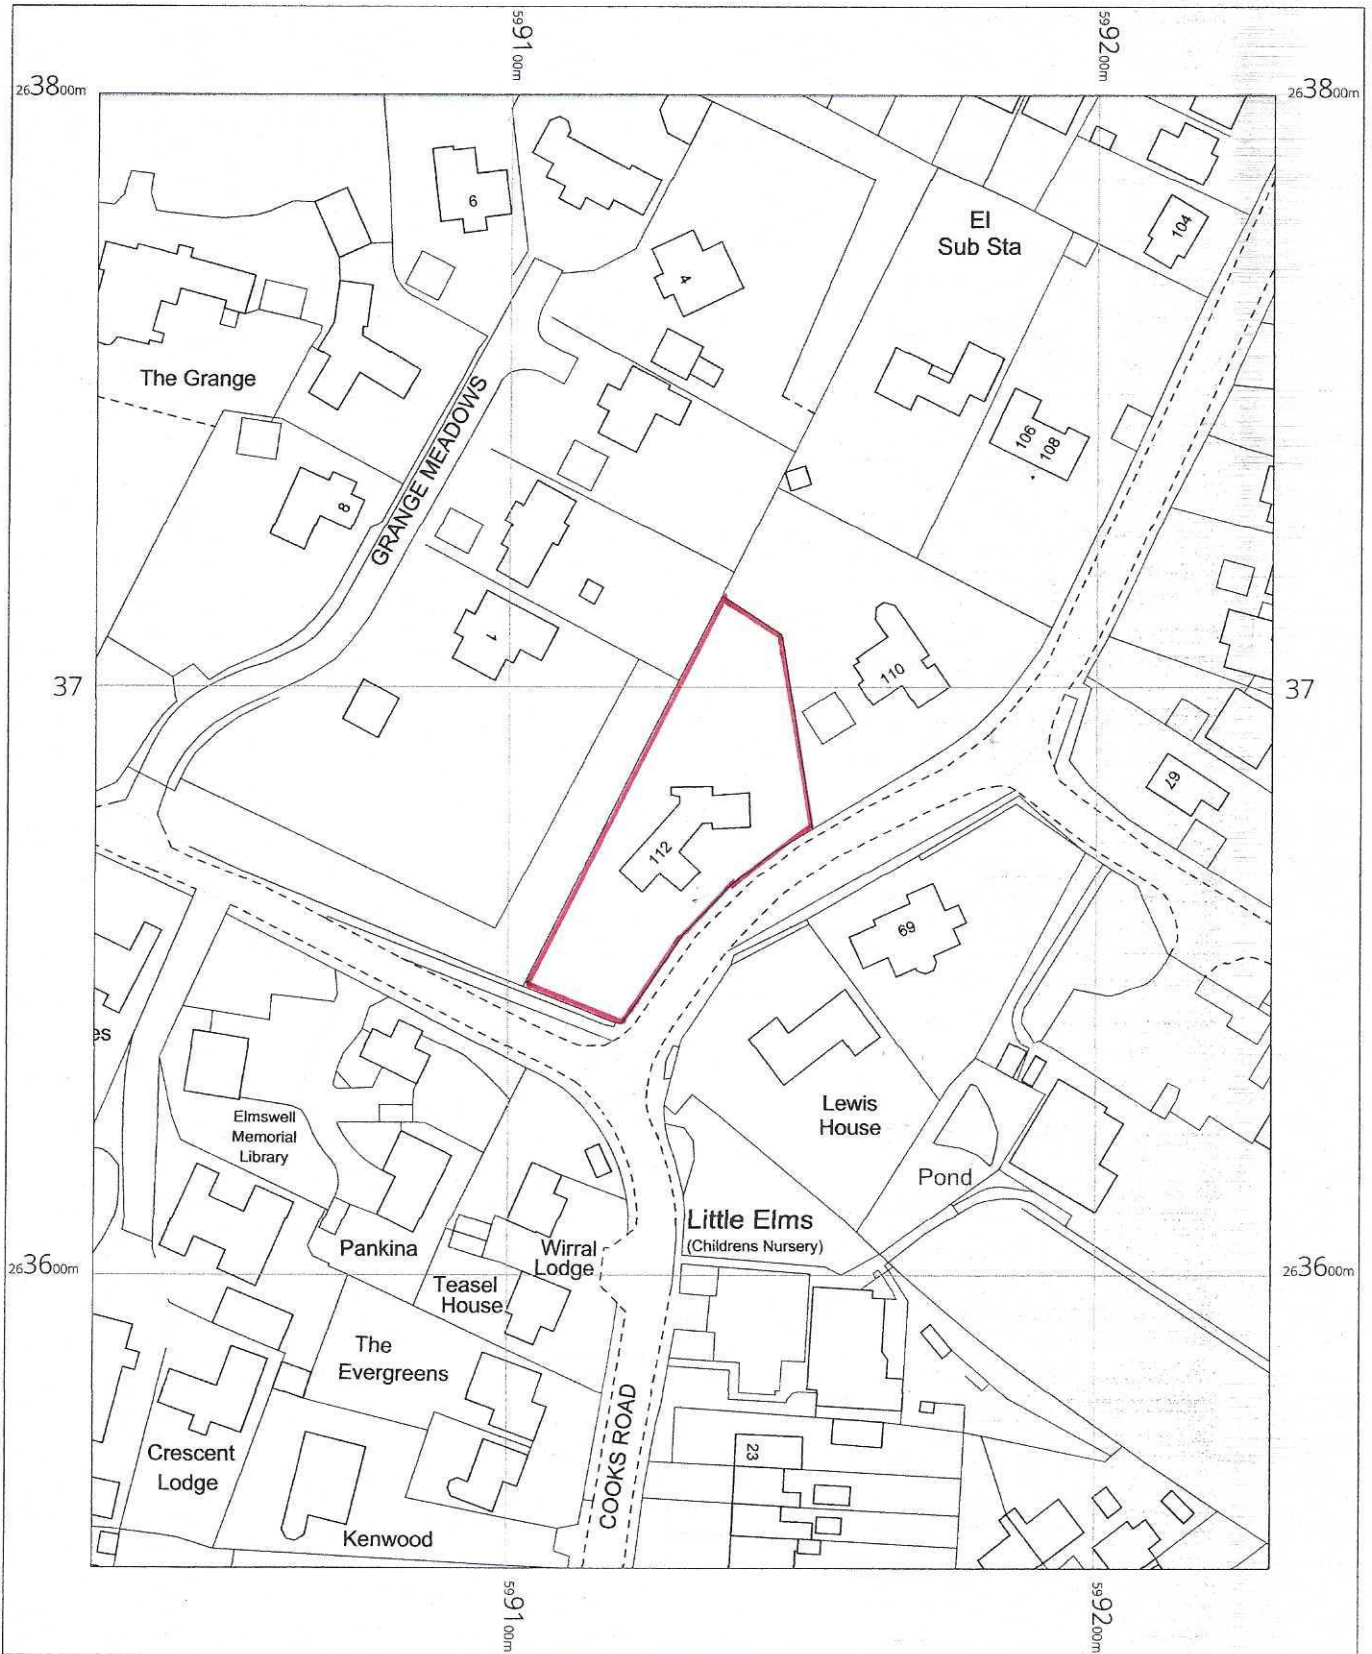 5991 00m
5992 00m
2638 00m
2638 00m
6
4
El
Sub Sta
104
The Grange
106
108
GRANGE MEADOWS
8
1
110
37
37
67
112
69
es
Elmswell
Memorial
Library
Lewis
House
Pond
Pankina
Wirral
Lodge
Little Elms
(Childrens Nursery)
2636 00m
2636 00m
Teasel
House
The
Evergreens
COOKS ROAD
Crescent
Lodge
23
Kenwood
5991 00m
5992 00m